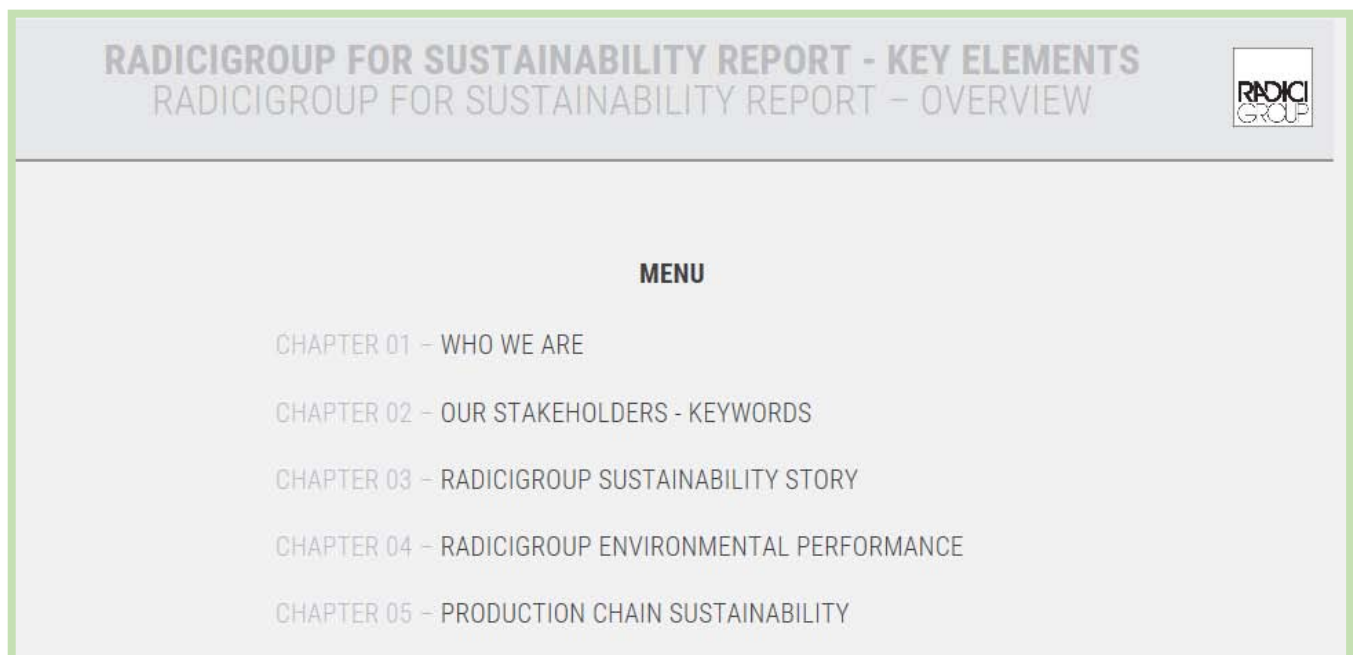 RADICIGROUP FOR SUSTAINABILITY REPORT - KEY ELEMENTS
RADICIGROUP FOR SUSTAINABILITY REPORT – OVERVIEW
RADICI
GROUP
MENU
CHAPTER 01 – WHO WE ARE
CHAPTER 02 – OUR STAKEHOLDERS - KEYWORDS
CHAPTER 03 – RADICIGROUP SUSTAINABILITY STORY
CHAPTER 04 – RADICIGROUP ENVIRONMENTAL PERFORMANCE
CHAPTER 05 – PRODUCTION CHAIN SUSTAINABILITY